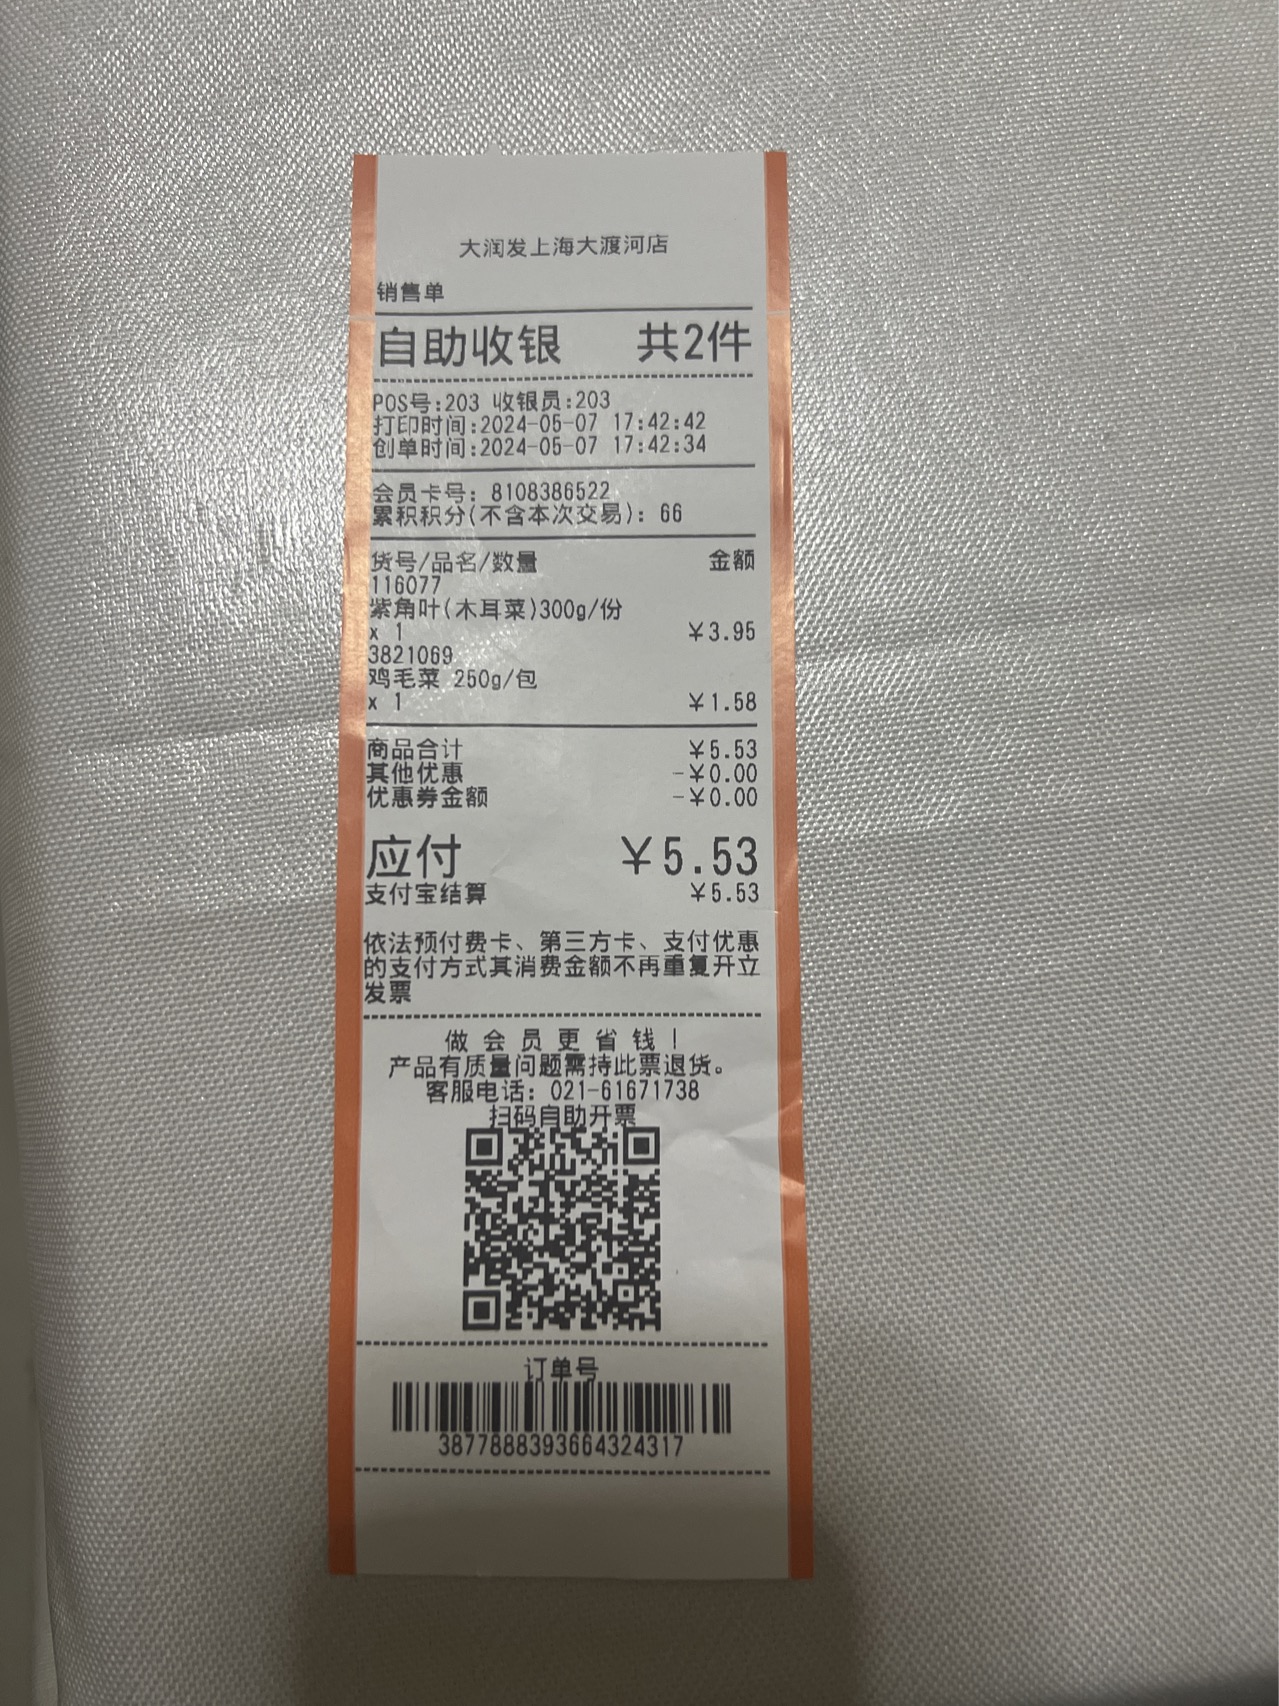 大润发上海大渡河店
销售单
自助收银 共2件
POS号:203 收银员:203
打印时间:2024-05-07 17:42:42
创单时间:2024-05-07 17:42:34
会员卡号: 8108386522
累积积分(不含本次交易): 66
货号/品名/数量 金额
116077
紫角叶(木耳菜)300g/份
x 1 ￥3.95
3821069
鸡毛菜 250g/包
x 1 ￥1.58
商品合计 ￥5.53
其他优惠 -￥0.00
优惠券金额 -￥0.00
应付 ￥5.53
支付宝结算 ￥5.53
依法预付费卡、第三方卡、支付优惠
的支付方式其消费金额不再重复开立
发票
做会员更省钱!
产品有质量问题需持此票退货。
客服电话: 021-61671738
扫码自助开票
订单号
3877888393664324317